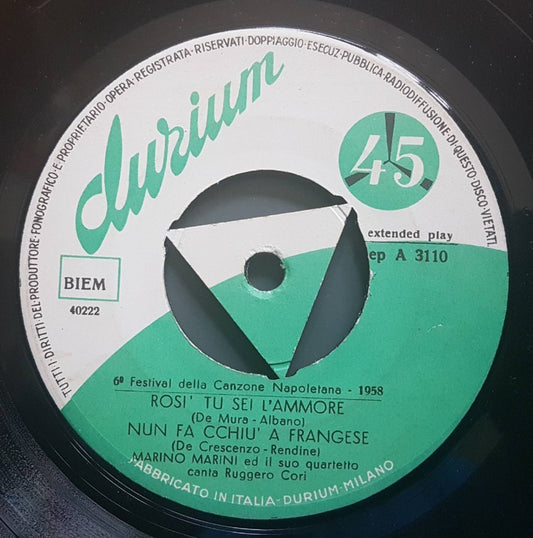 TUTTI I DIRITTI DEL PRODUTTORE FONOGRAFICO E PROPRIETARIO OPERA REGISTRATA RISERVATI-DOPPIAGGIO-ESECUZ·PUBBLICA-RADIODIFFUSIONE-DI QUESTO DISCO-VIETATI
durium
45
extended play
ep A 3110
BIEM
40222
6º Festival della Canzone Napoletana - 1958
ROSI' TU SEI L'AMMORE
(De Mura - Albano)
NUN FA CCHIU' A FRANGESE
(De Crescenzo - Rendine)
MARINO MARINI ed il suo quartetto
canta Ruggero Cori
FABBRICATO IN ITALIA-DURIUM-MILANO